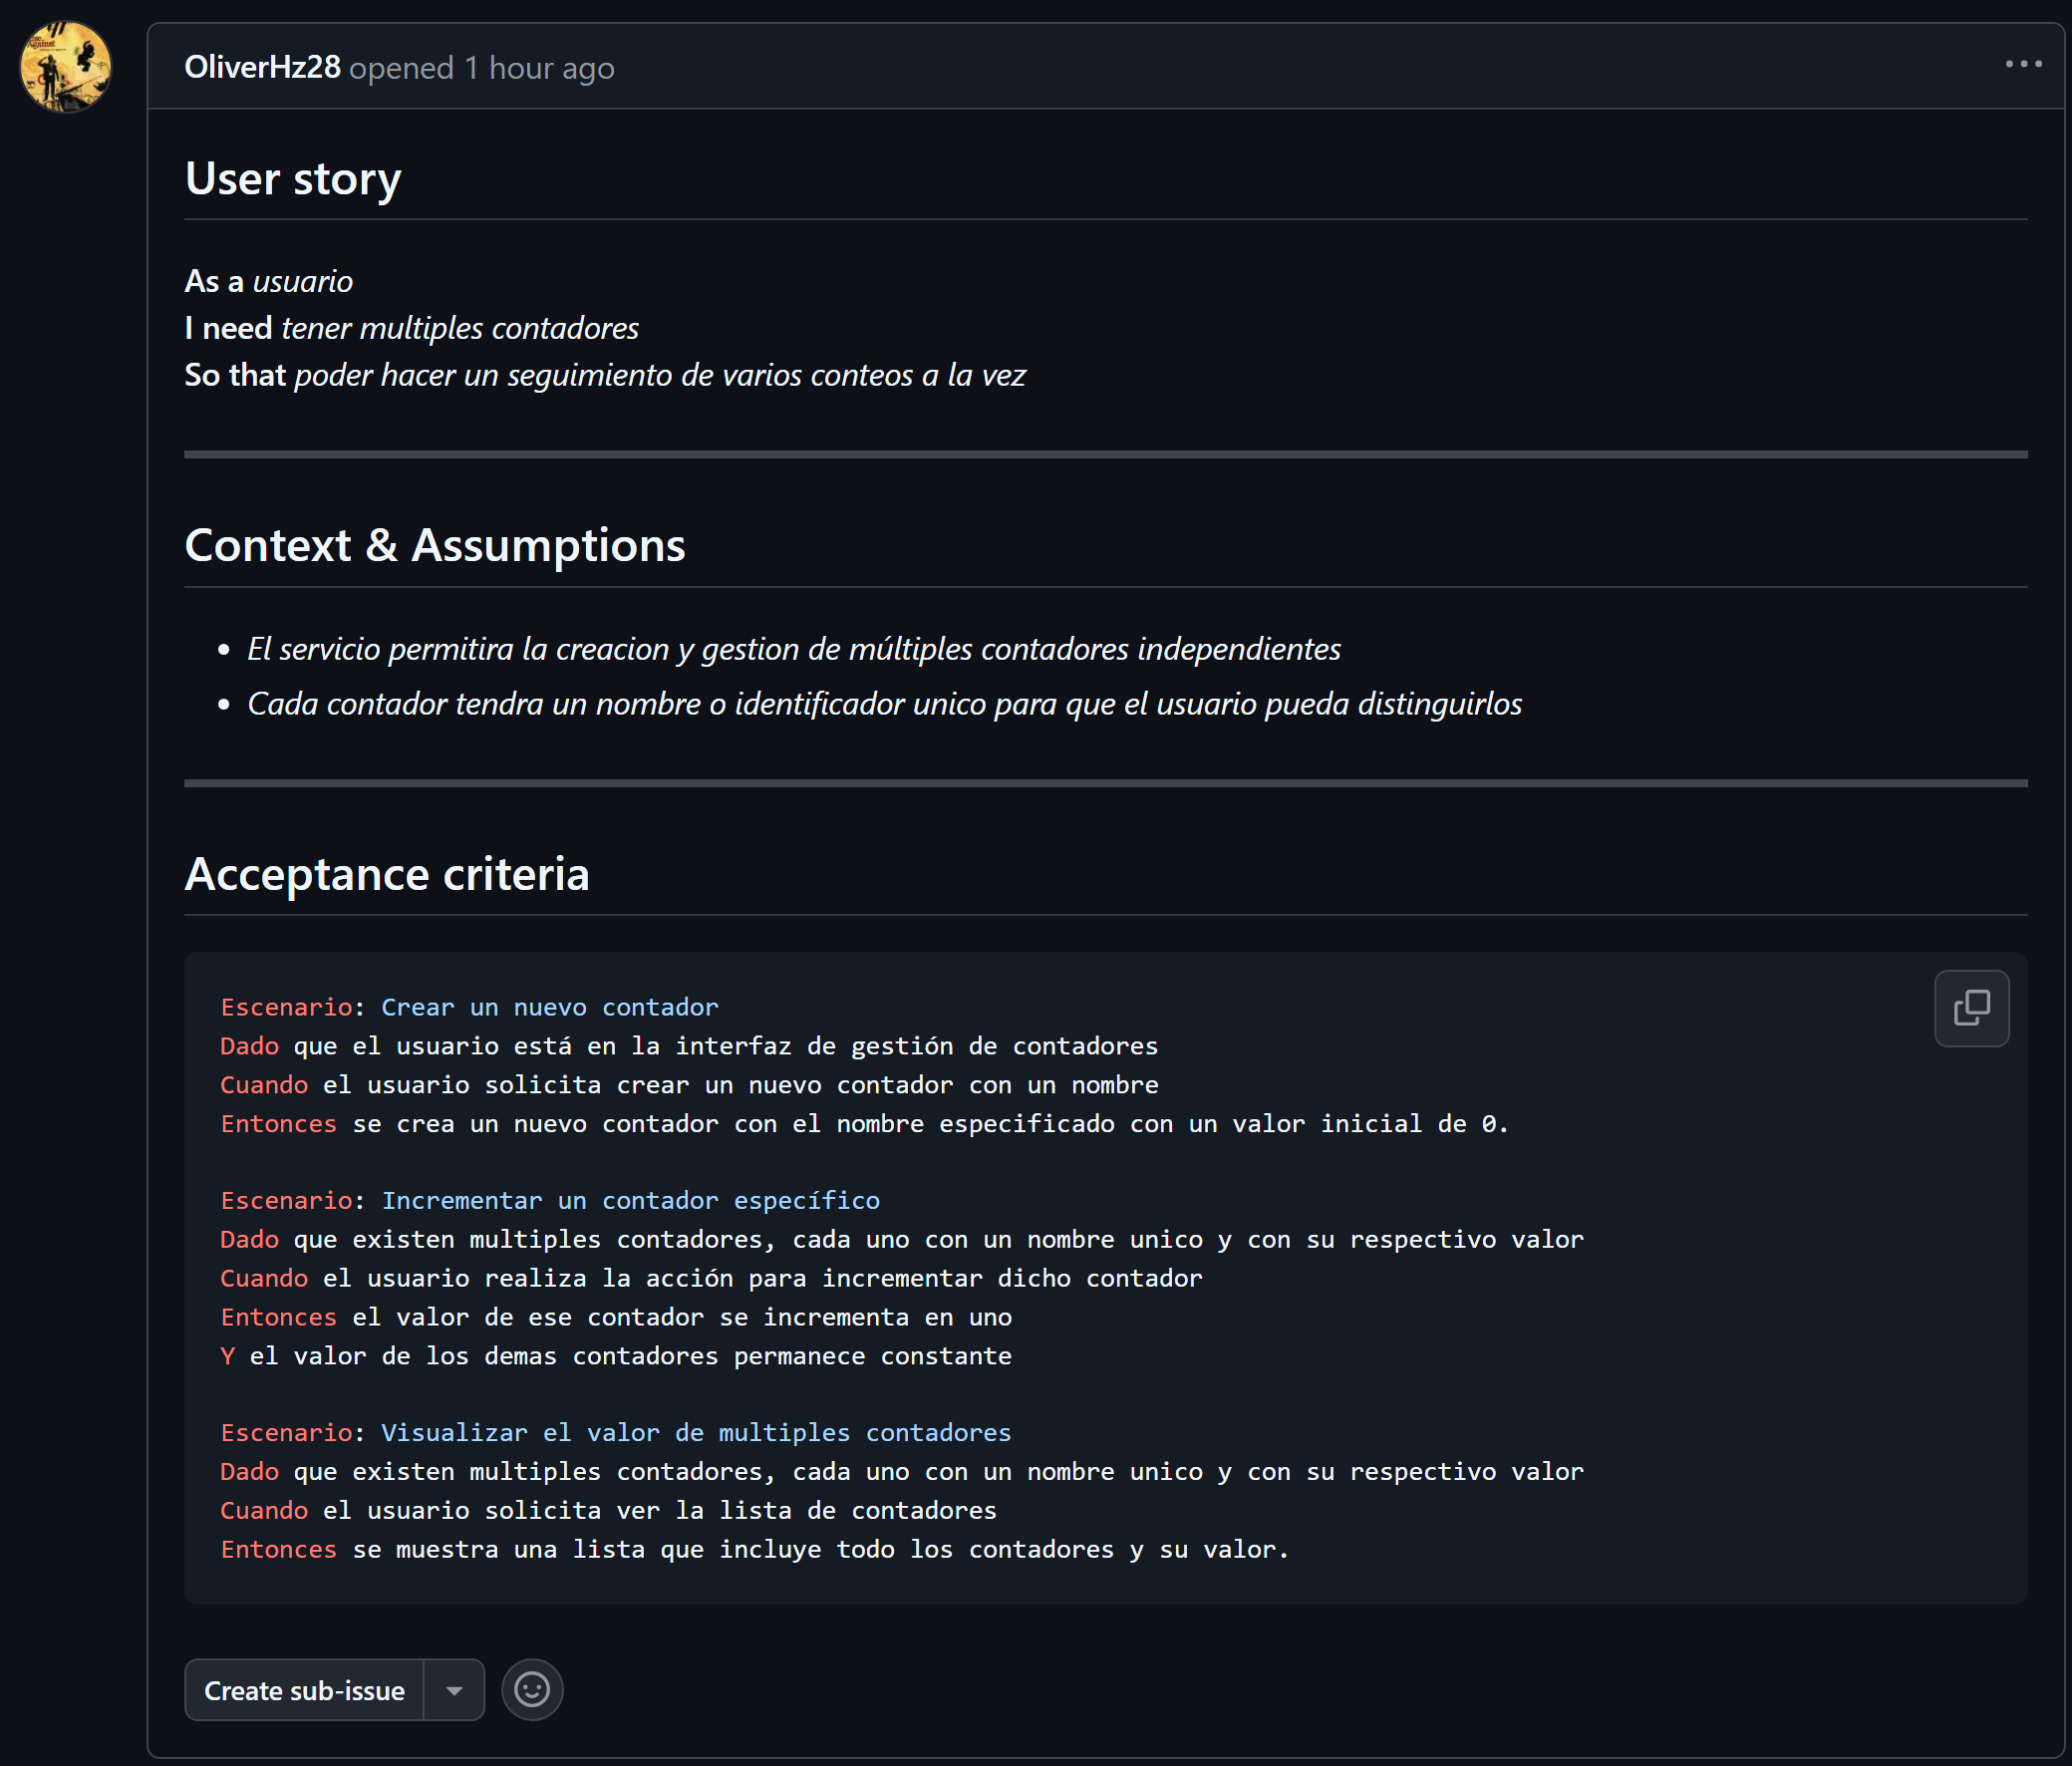 OliverHz28 opened 1 hour ago
User story
As a usuario
I need tener multiples contadores
So that poder hacer un seguimiento de varios conteos a la vez
Context & Assumptions
El servicio permitira la creacion y gestion de múltiples contadores independientes
Cada contador tendra un nombre o identificador unico para que el usuario pueda distinguirlos
Acceptance criteria
Escenario: Crear un nuevo contador
Dado que el usuario está en la interfaz de gestión de contadores
Cuando el usuario solicita crear un nuevo contador con un nombre
Entonces se crea un nuevo contador con el nombre especificado con un valor inicial de 0.
Escenario: Incrementar un contador específico
Dado que existen multiples contadores, cada uno con un nombre unico y con su respectivo valor
Cuando el usuario realiza la acción para incrementar dicho contador
Entonces el valor de ese contador se incrementa en uno
Y el valor de los demas contadores permanece constante
Escenario: Visualizar el valor de multiples contadores
Dado que existen multiples contadores, cada uno con un nombre unico y con su respectivo valor
Cuando el usuario solicita ver la lista de contadores
Entonces se muestra una lista que incluye todo los contadores y su valor.
Create sub-issue